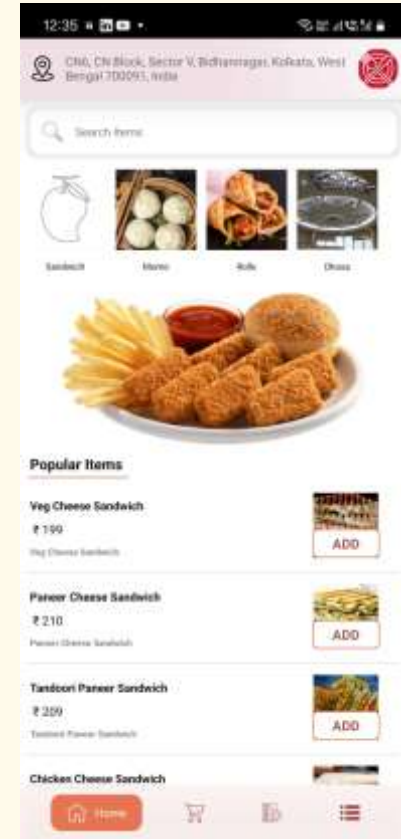 12:35
CN6, CN Block, Sector V, Bidhannagar, Kolkata, West
Bengal 700091, India
Search Items
Sandwich Momo Rolls Dhosa
Popular Items
Veg Cheese Sandwich
₹ 199
Veg Cheese Sandwich
ADD
Paneer Cheese Sandwich
₹ 210
Paneer Cheese Sandwich
ADD
Tandoori Paneer Sandwich
₹ 209
Tandoori Paneer Sandwich
ADD
Chicken Cheese Sandwich
Home